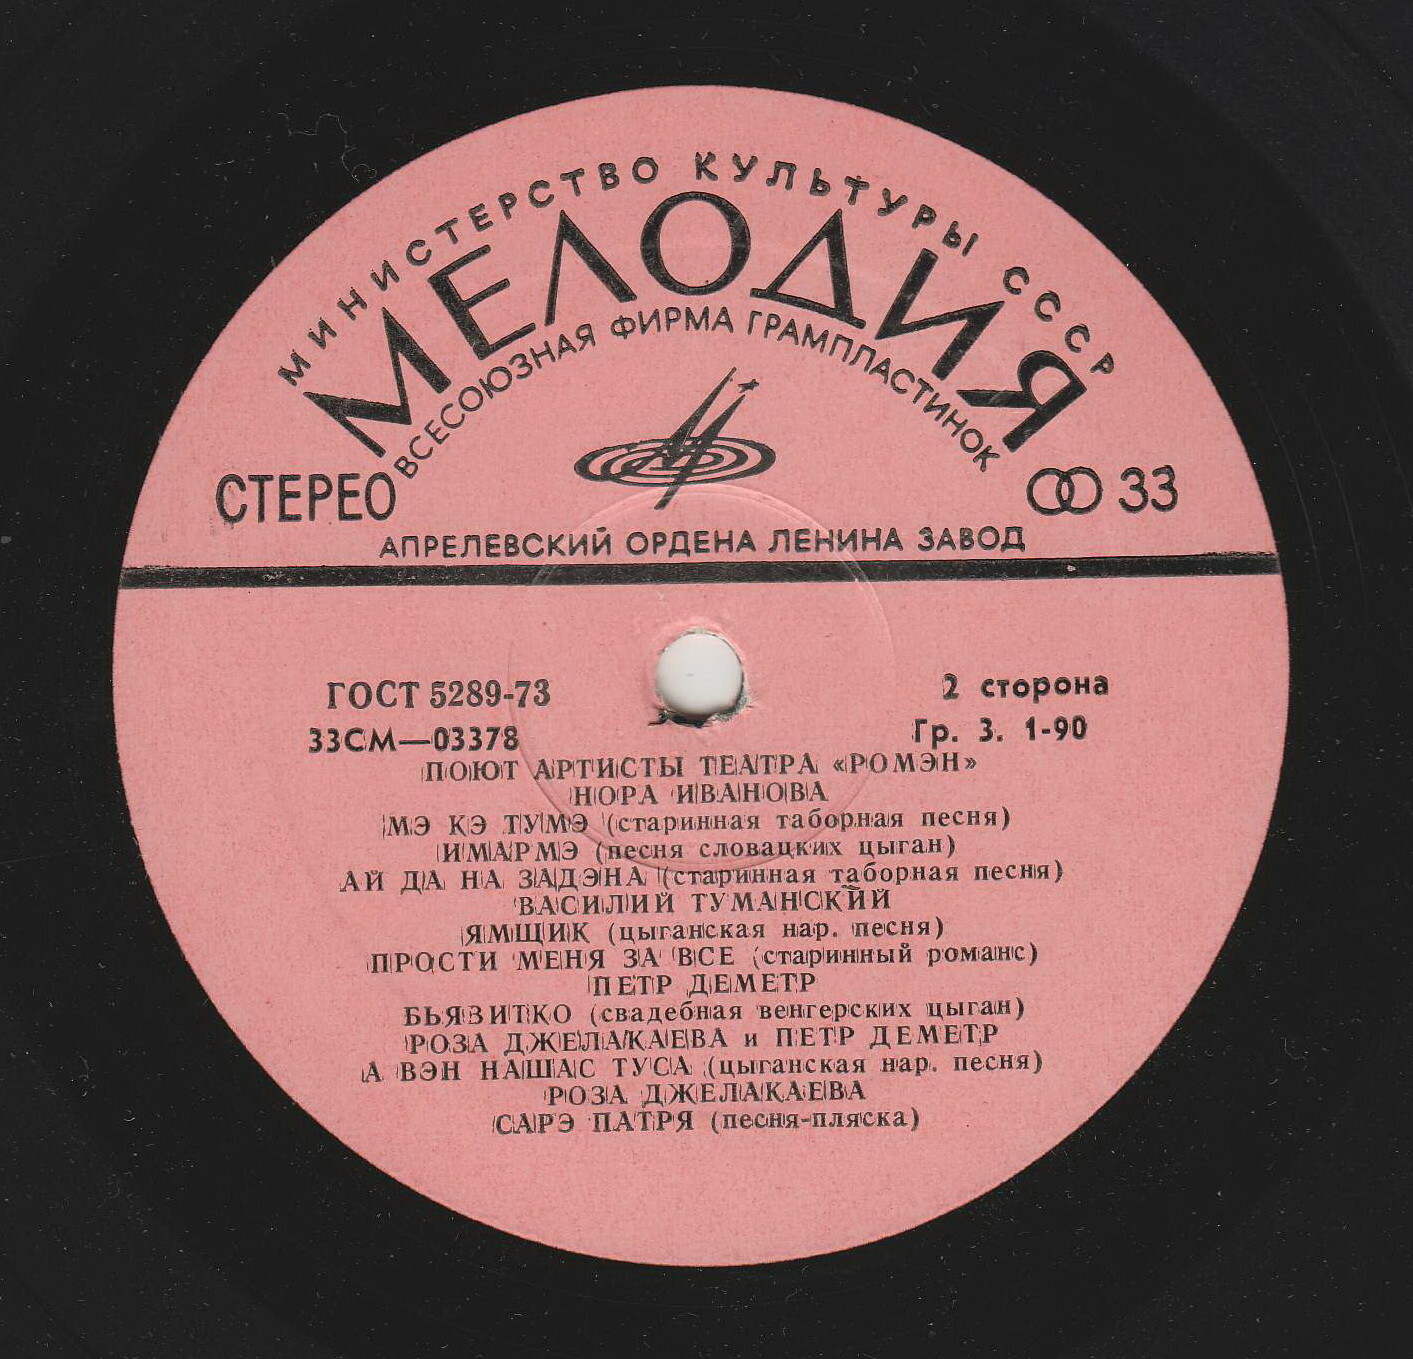 МИНИСТЕРСТВО КУЛЬТУРЫ СССР
МЕЛОДИЯ
ВСЕСОЮЗНАЯ ФИРМА ГРАМПЛАСТИНОК
СТЕРЕО
33
АПРЕЛЕВСКИЙ ОРДЕНА ЛЕНИНА ЗАВОД
ГОСТ 5289-73
2 сторона
33СМ—03378
Гр. 3. 1-90
ПОЮТ АРТИСТЫ ТЕАТРА «РОМЭН»
НОРА ИВАНОВА
МЭ КЭ ТУМЭ (старинная таборная песня)
ИМАРМЭ (песня словацких цыган)
АЙ ДА НА ЗАДЭНА (старинная таборная песня)
ВАСИЛИЙ ТУМАНСКИЙ
ЯМЩИК (цыганская нар. песня)
ПРОСТИ МЕНЯ ЗА ВСЕ (старинный романс)
ПЕТР ДЕМЕТР
БЬЯЗИТКО (свадебная венгерских цыган)
РОЗА ДЖЕЛАКАЕВА и ПЕТР ДЕМЕТР
А ВЭН НАШАС ТУСА (цыганская нар. песня)
РОЗА ДЖЕЛАКАЕВА
САРЭ ПАТРЯ (песня-пляска)